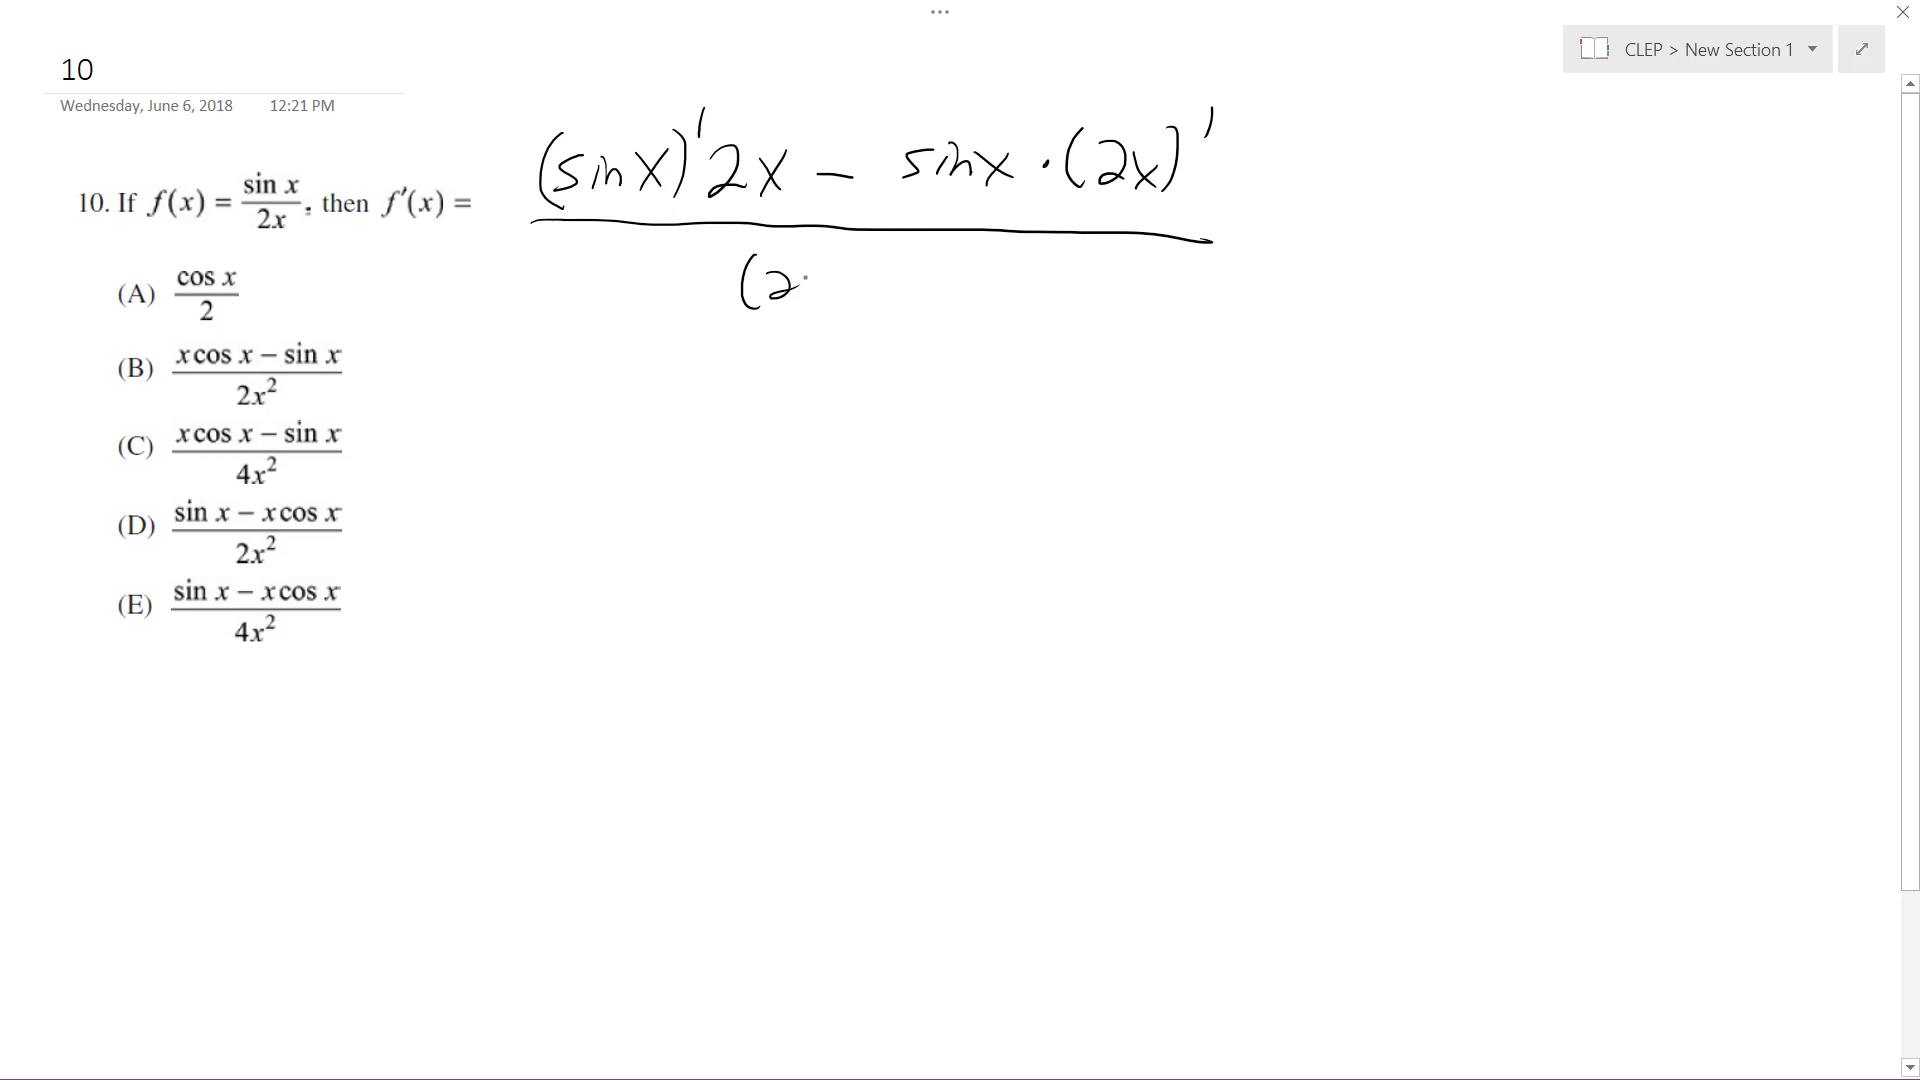 CLEP > New Section 1
10
Wednesday, June 6, 2018 12:21 PM
10. If f(x) = sin x / 2x, then f'(x) =
(sin x)' 2x − sin x · (2x)'
(2
(A) cos x / 2
(B) x cos x − sin x / 2x²
(C) x cos x − sin x / 4x²
(D) sin x − x cos x / 2x²
(E) sin x − x cos x / 4x²